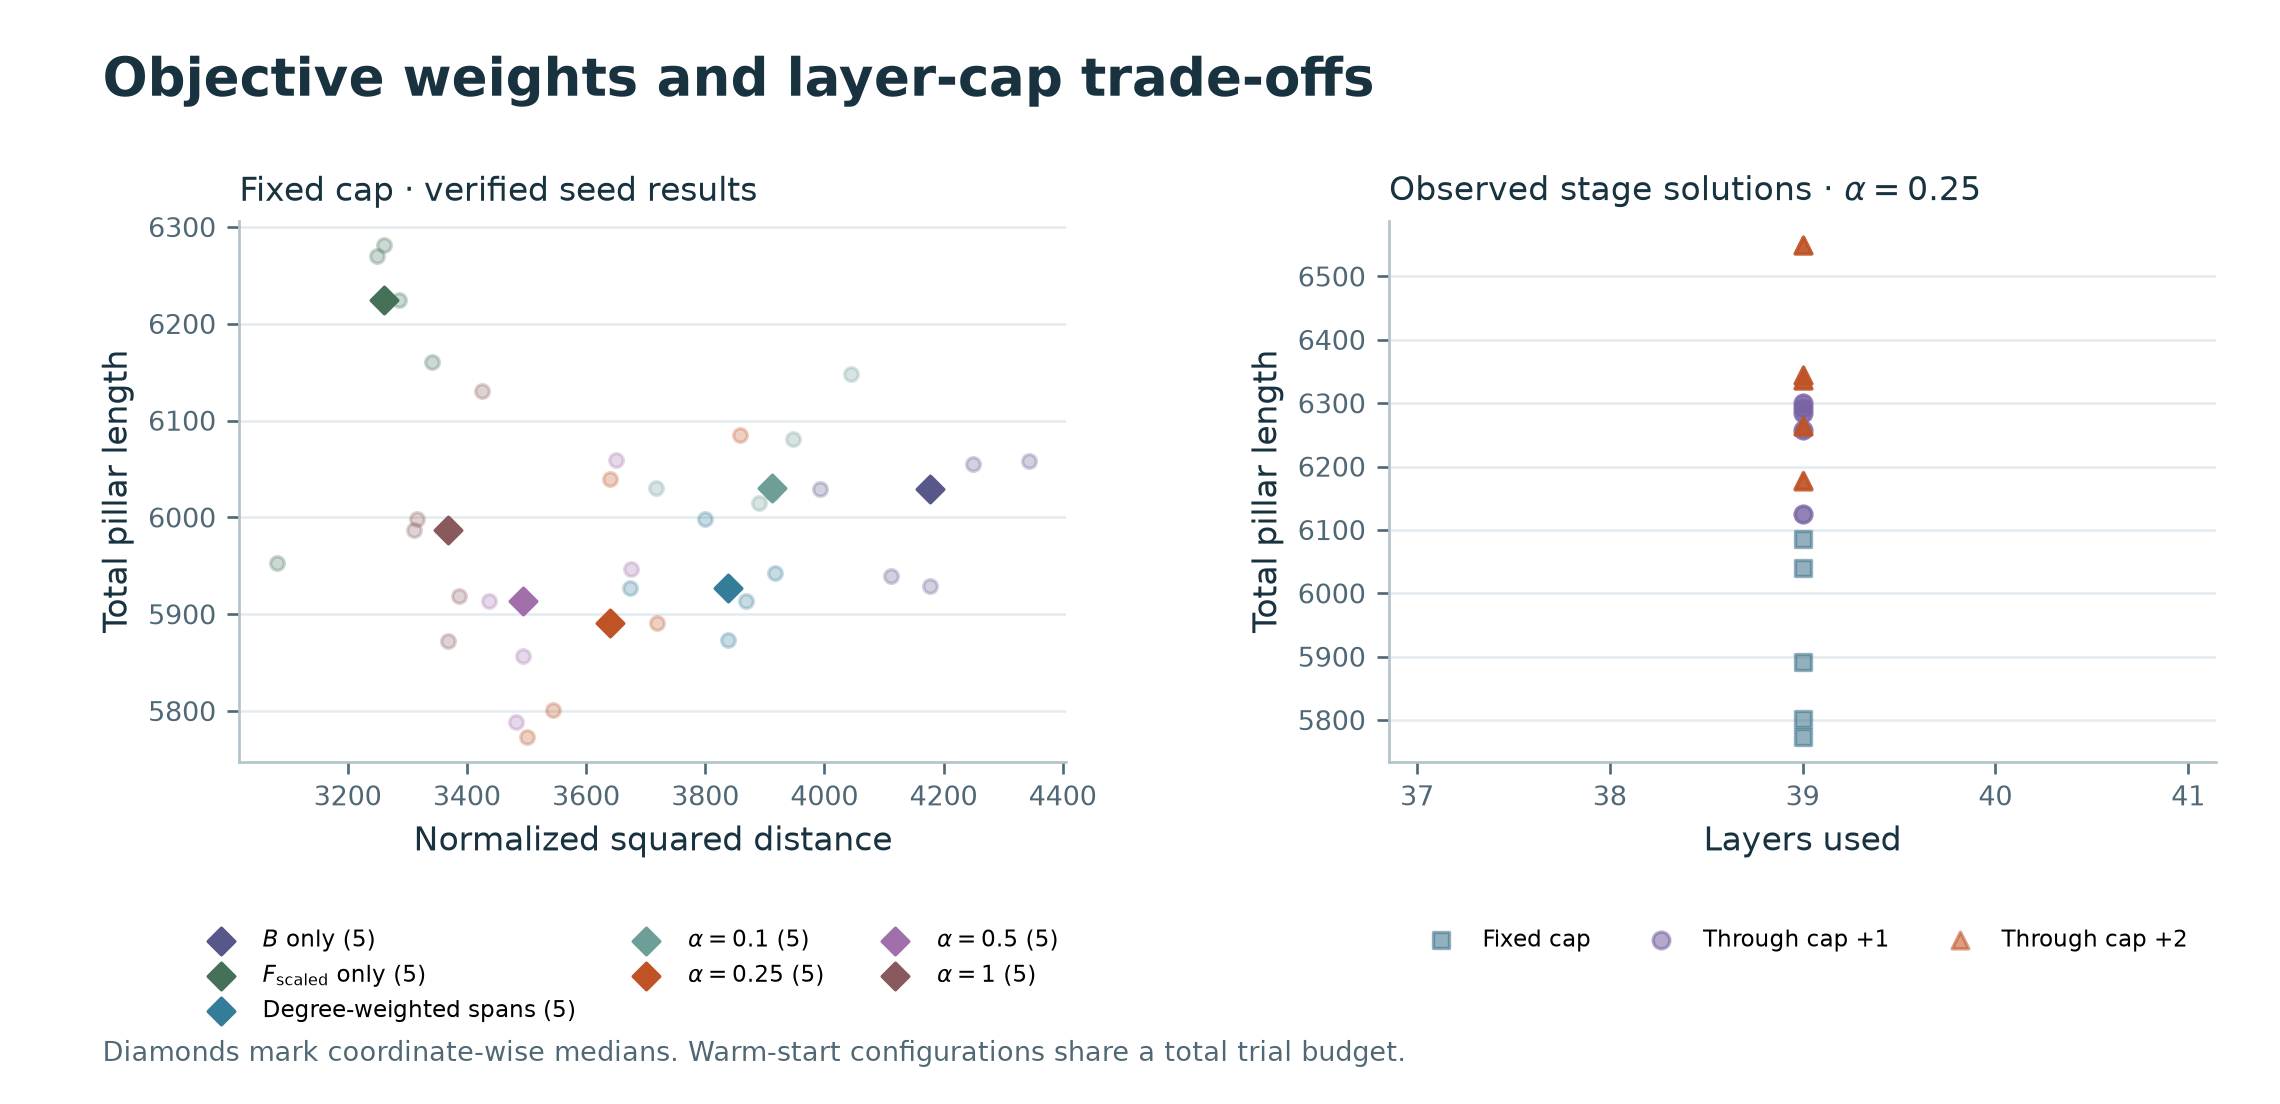 Objective weights and layer-cap trade-offs
Fixed cap · verified seed results
6300
6200
6100
6000
5900
5800
Total pillar length
3200 3400 3600 3800 4000 4200 4400
Normalized squared distance
B only (5)
Fscaled only (5)
Degree-weighted spans (5)
α = 0.1 (5)
α = 0.25 (5)
α = 0.5 (5)
α = 1 (5)
Observed stage solutions · α = 0.25
6500
6400
6300
6200
6100
6000
5900
5800
Total pillar length
37 38 39 40 41
Layers used
Fixed cap Through cap +1 Through cap +2
Diamonds mark coordinate-wise medians. Warm-start configurations share a total trial budget.